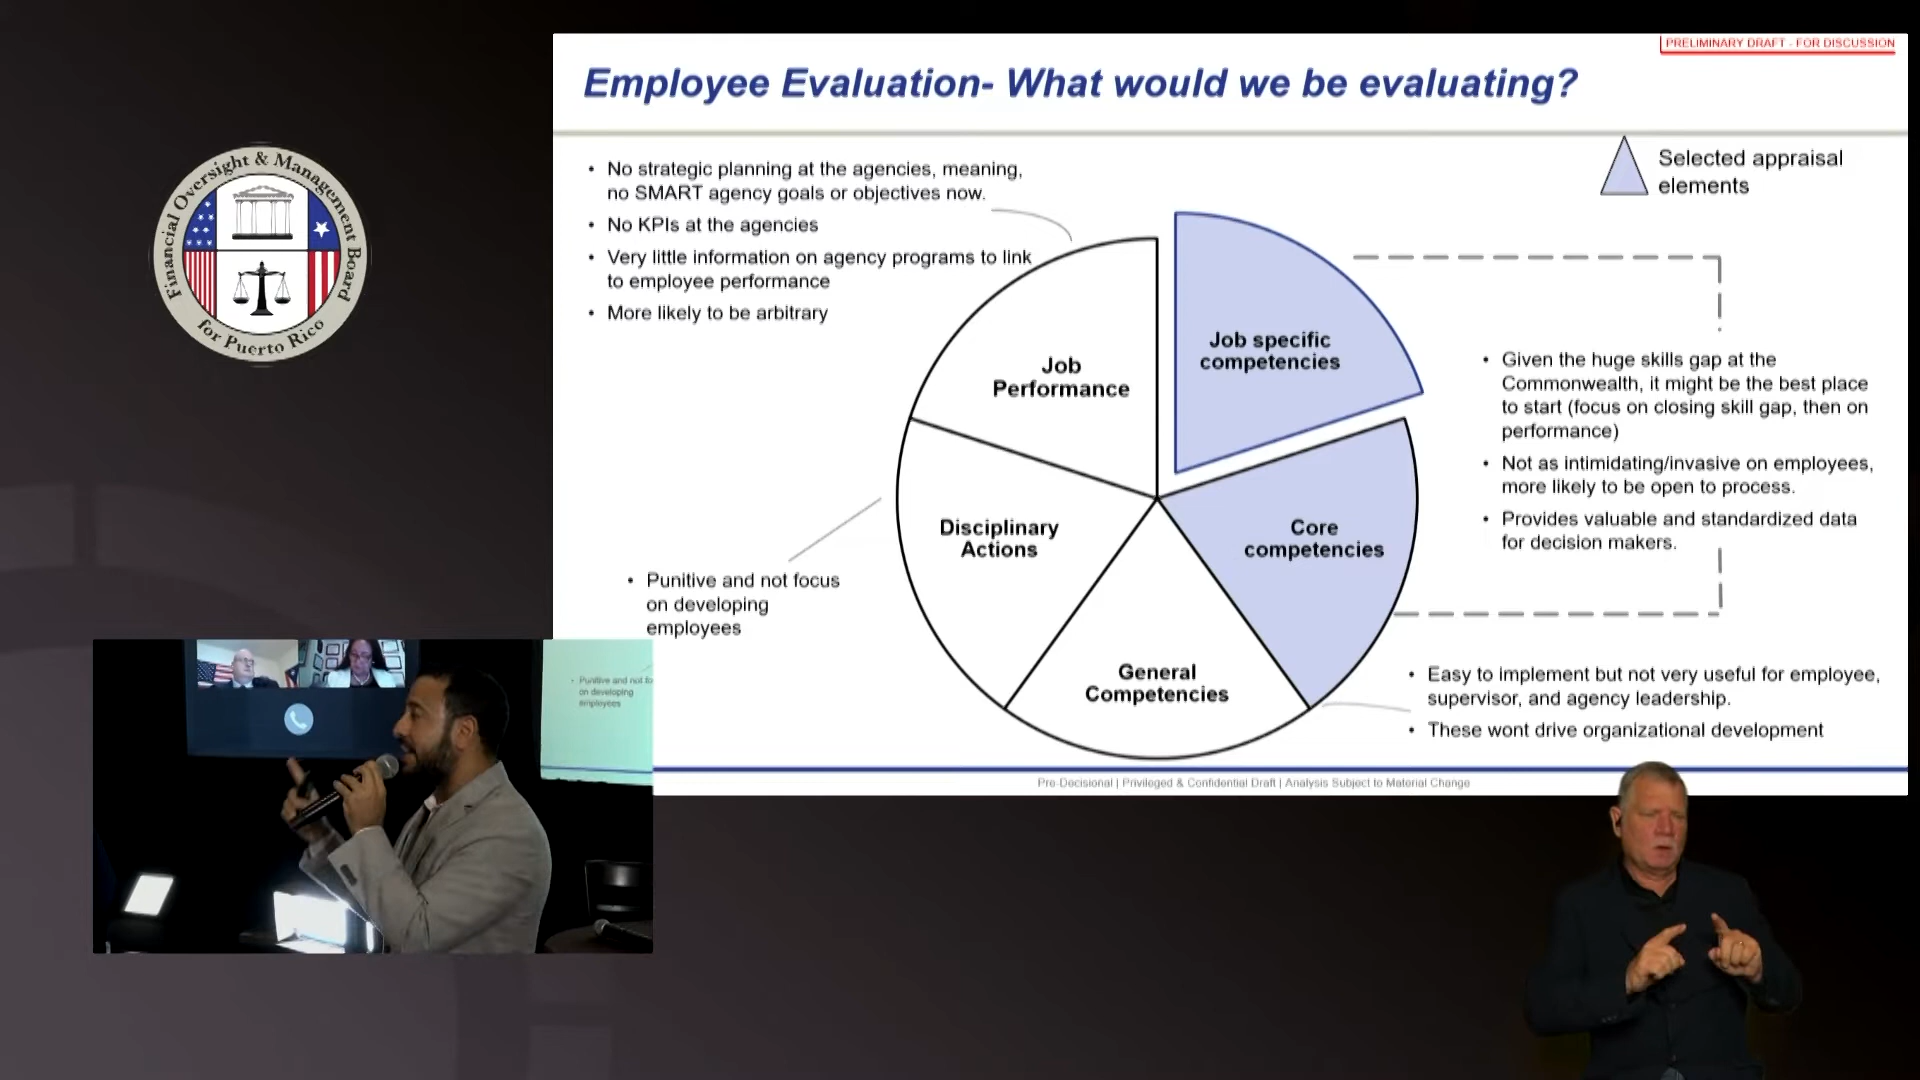 PRELIMINARY DRAFT - FOR DISCUSSION
Employee Evaluation- What would we be evaluating?
Financial Oversight & Management Board
for Puerto Rico
Selected appraisal
elements
• No strategic planning at the agencies, meaning,
no SMART agency goals or objectives now.
• No KPIs at the agencies
• Very little information on agency programs to link
to employee performance
• More likely to be arbitrary
Job specific
competencies
Job
Performance
• Given the huge skills gap at the
Commonwealth, it might be the best place
to start (focus on closing skill gap, then on
performance)
• Not as intimidating/invasive on employees,
more likely to be open to process.
• Provides valuable and standardized data
for decision makers.
Disciplinary
Actions
Core
competencies
• Punitive and not focus
on developing
employees
General
Competencies
• Easy to implement but not very useful for employee,
supervisor, and agency leadership.
• These wont drive organizational development
Pre-Decisional | Privileged & Confidential Draft | Analysis Subject to Material Change
• Punitive and not fo
on developing
employees